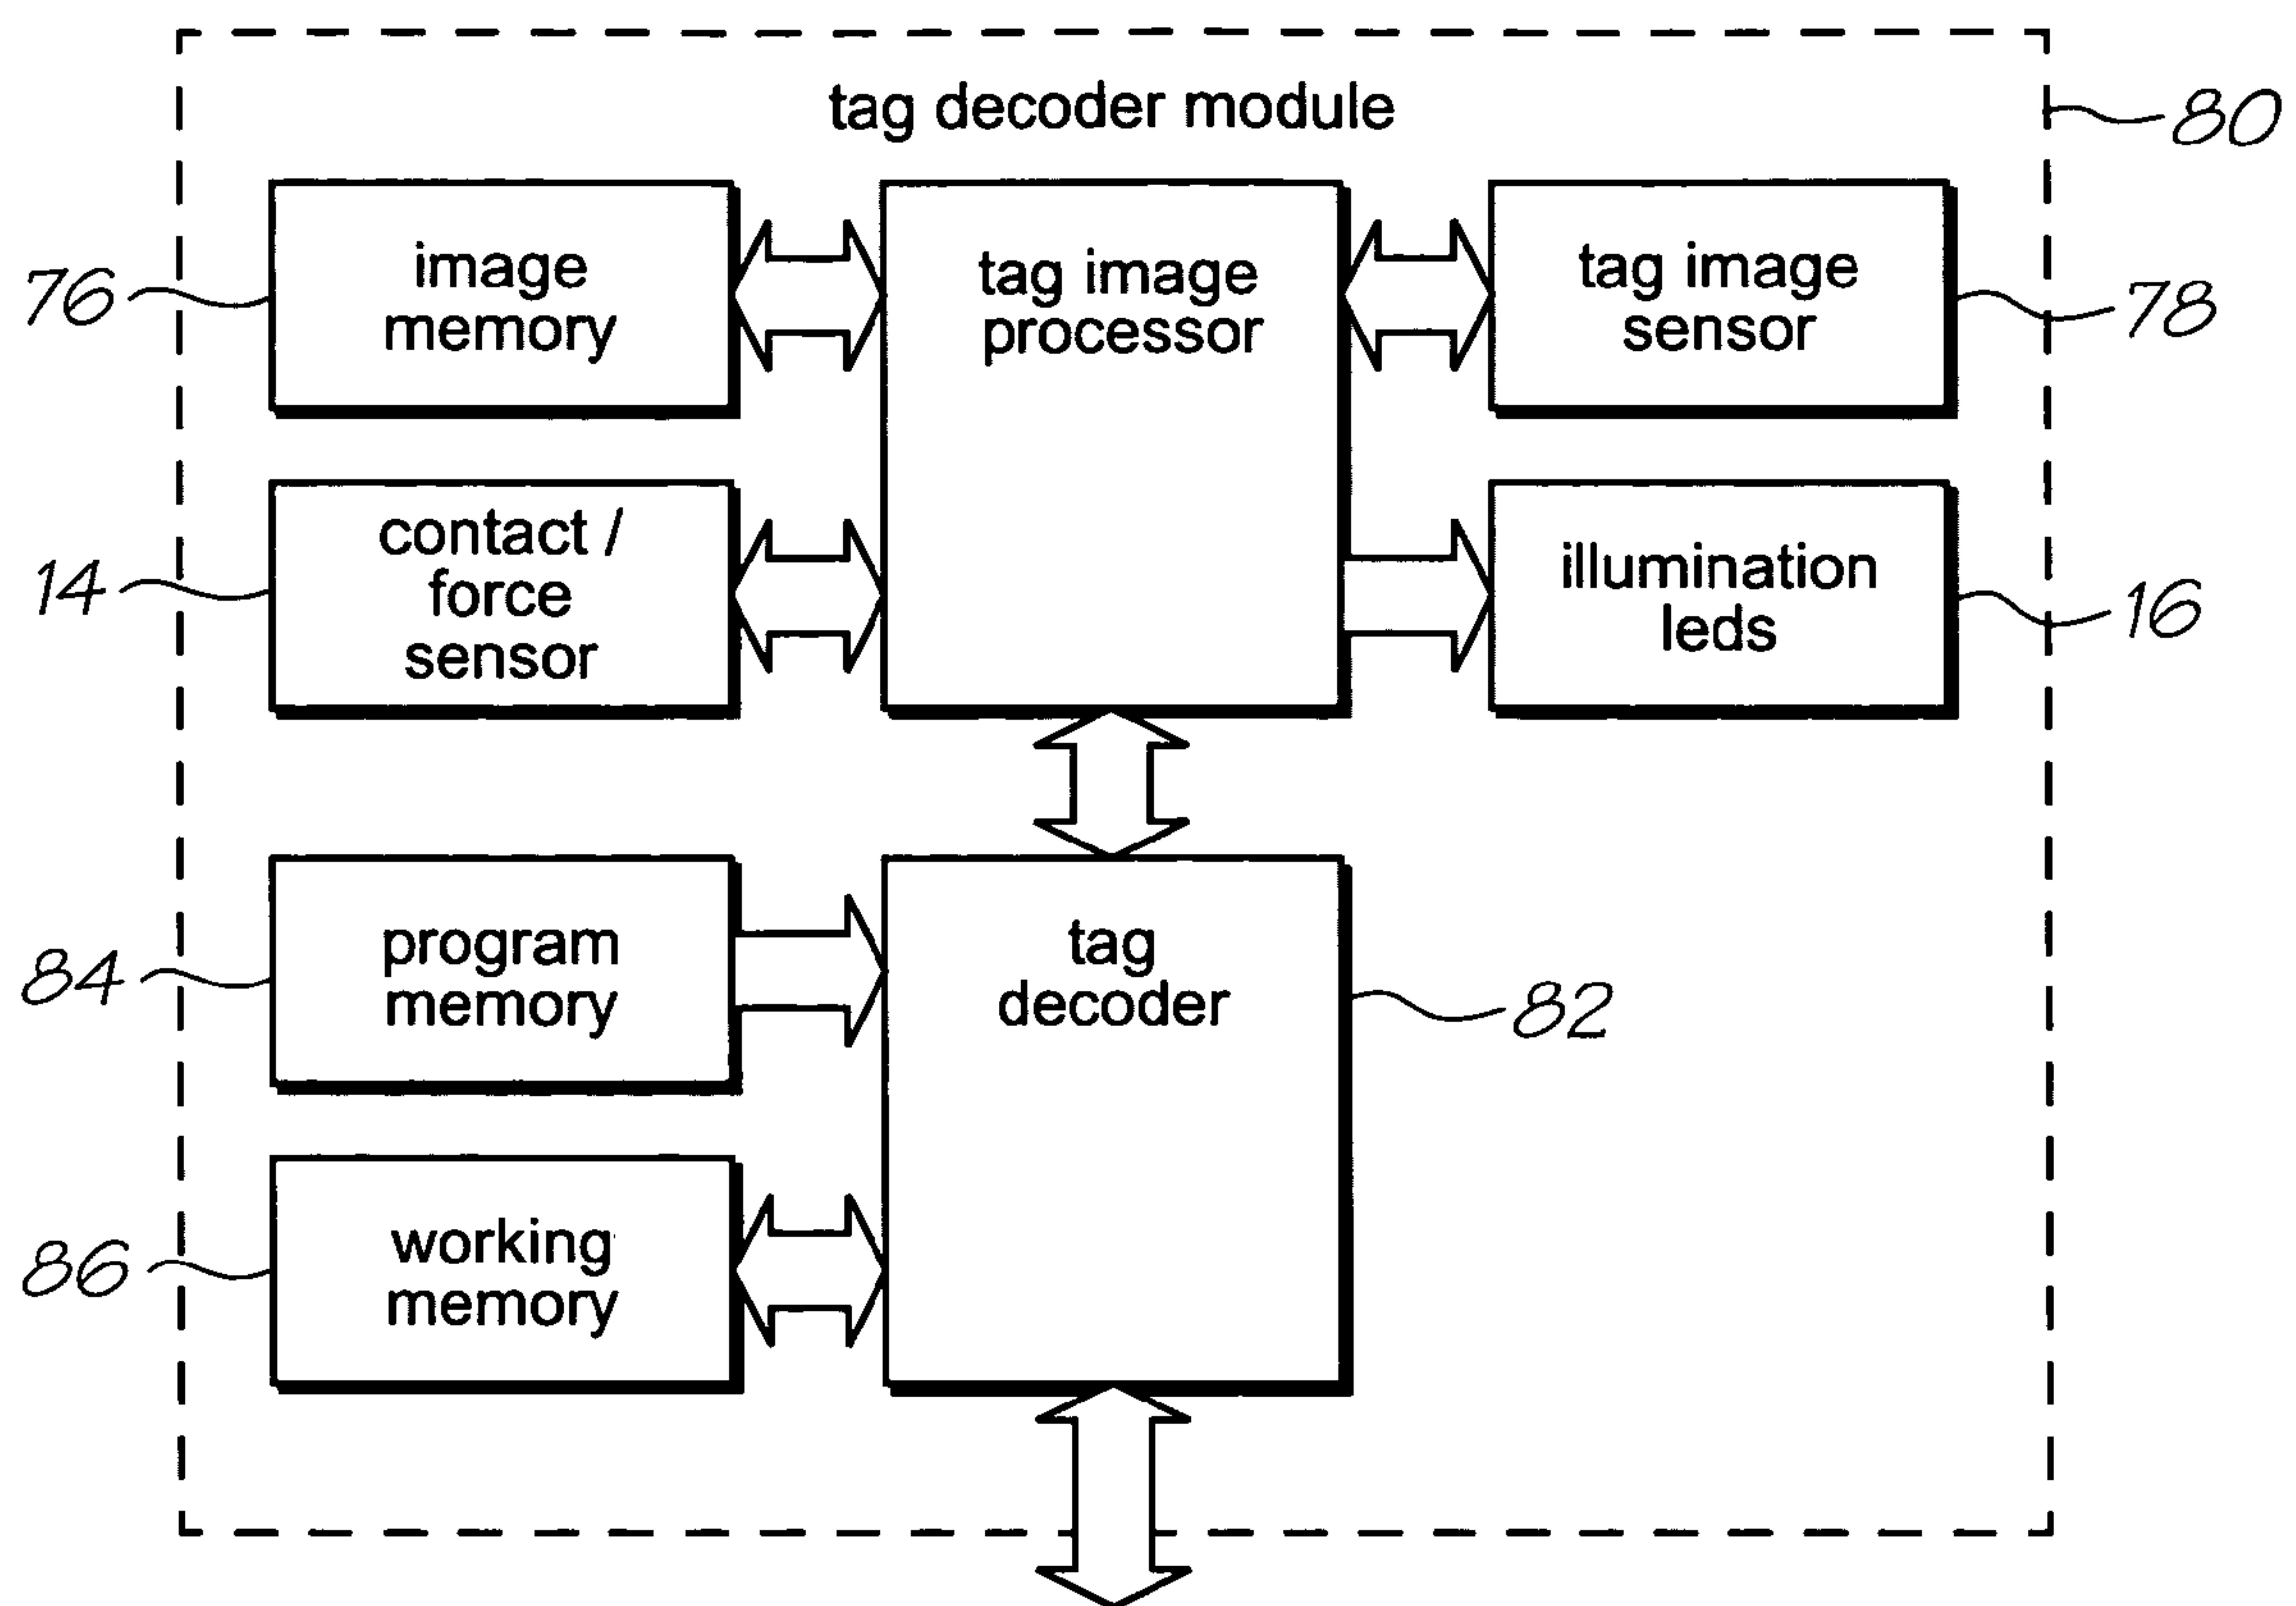 tag decoder module
80
image
memory
76
tag image
processor
tag image
sensor
78
contact /
force
sensor
14
illumination
leds
16
program
memory
84
tag
decoder
82
working
memory
86